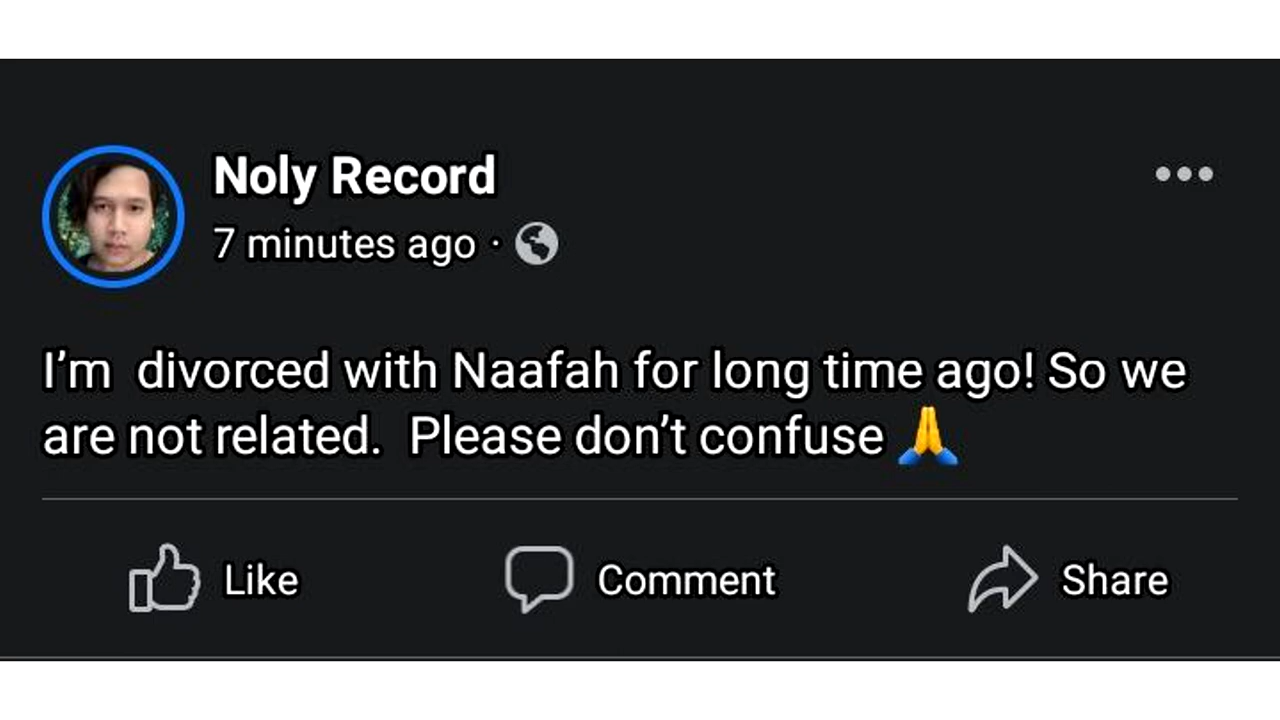 Noly Record
7 minutes ago ·
I’m  divorced with Naafah for long time ago! So we
are not related.  Please don’t confuse 🙏
Like
Comment
Share